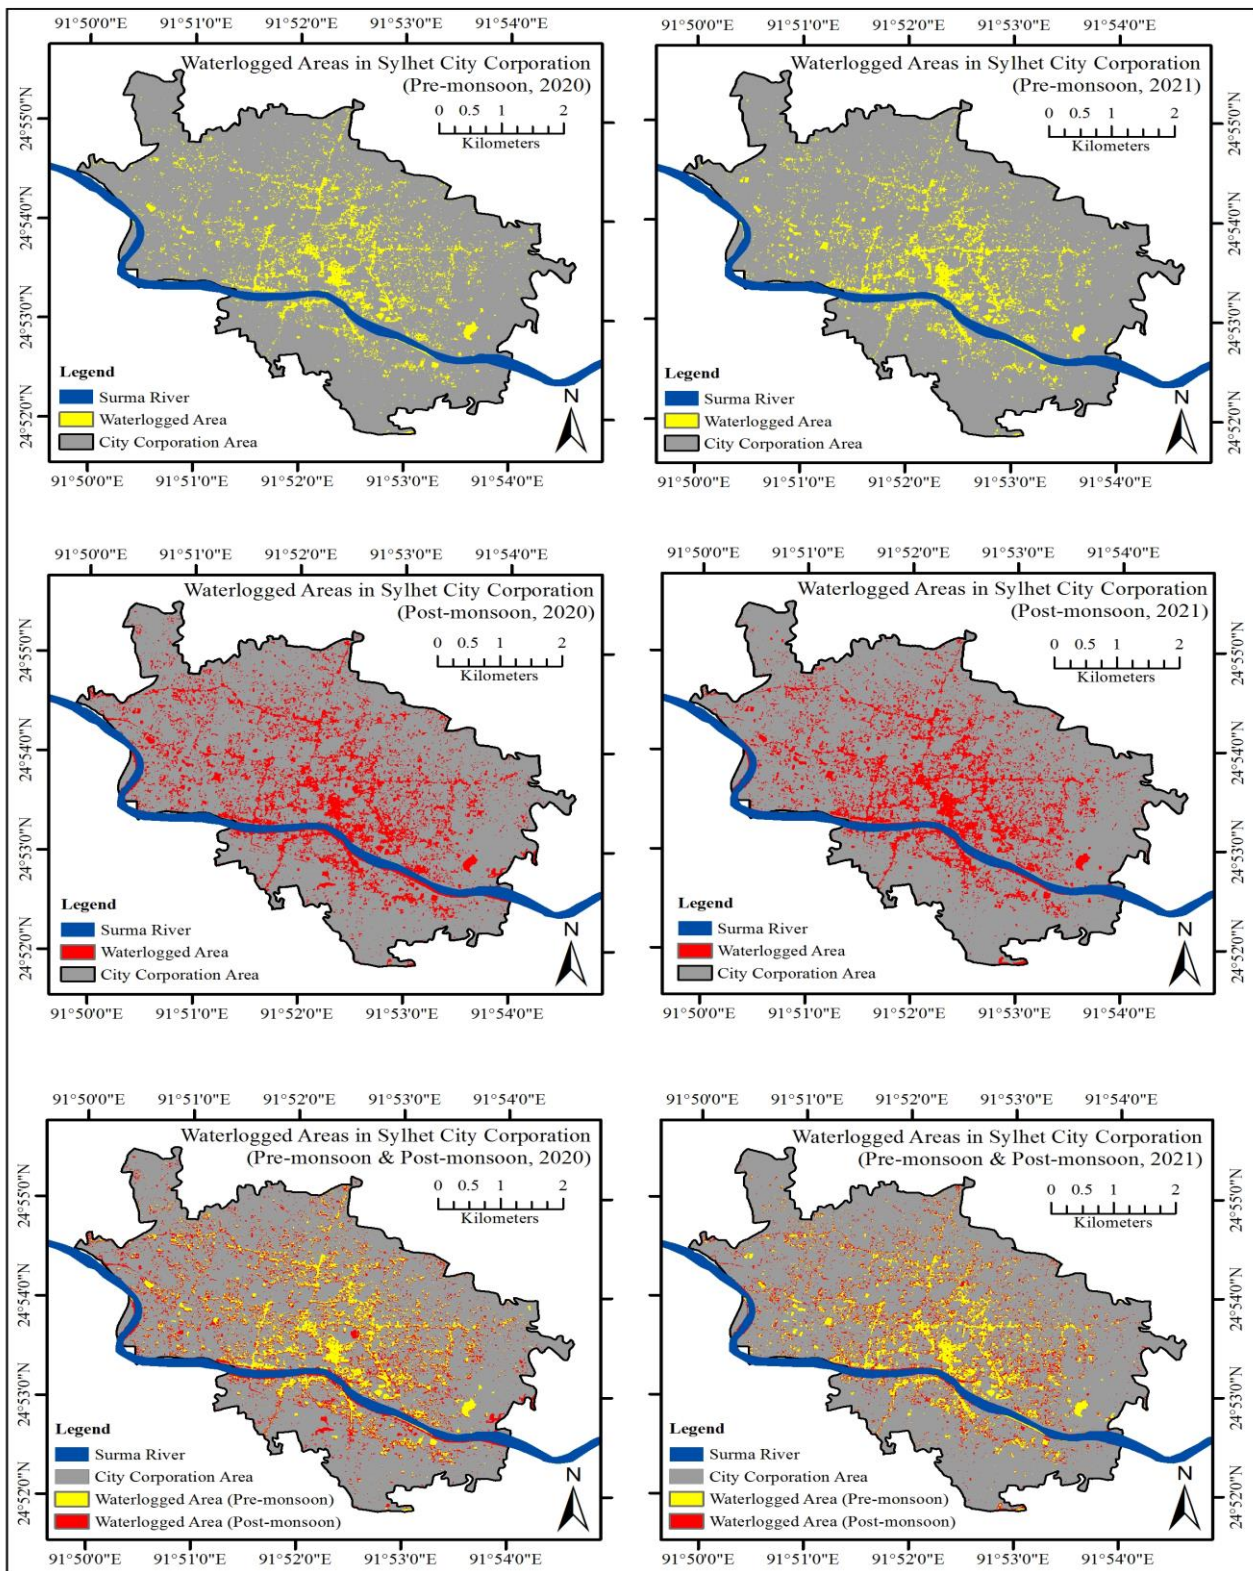 91°50'0"E 91°51'0"E 91°52'0"E 91°53'0"E 91°54'0"E
Waterlogged Areas in Sylhet City Corporation
(Pre-monsoon, 2020)
0 0.5 1 2
Kilometers
24°55'0"N
24°54'0"N
24°53'0"N
24°52'0"N
Legend
Surma River
Waterlogged Area
City Corporation Area
N
91°50'0"E 91°51'0"E 91°52'0"E 91°53'0"E 91°54'0"E
91°50'0"E 91°51'0"E 91°52'0"E 91°53'0"E 91°54'0"E
Waterlogged Areas in Sylhet City Corporation
(Pre-monsoon, 2021)
0 0.5 1 2
Kilometers
24°55'0"N
24°54'0"N
24°53'0"N
24°52'0"N
Legend
Surma River
Waterlogged Area
City Corporation Area
N
91°50'0"E 91°51'0"E 91°52'0"E 91°53'0"E 91°54'0"E
91°50'0"E 91°51'0"E 91°52'0"E 91°53'0"E 91°54'0"E
Waterlogged Areas in Sylhet City Corporation
(Post-monsoon, 2020)
0 0.5 1 2
Kilometers
24°55'0"N
24°54'0"N
24°53'0"N
24°52'0"N
Legend
Surma River
Waterlogged Area
City Corporation Area
N
91°50'0"E 91°51'0"E 91°52'0"E 91°53'0"E 91°54'0"E
91°50'0"E 91°51'0"E 91°52'0"E 91°53'0"E 91°54'0"E
Waterlogged Areas in Sylhet City Corporation
(Post-monsoon, 2021)
0 0.5 1 2
Kilometers
24°55'0"N
24°54'0"N
24°53'0"N
24°52'0"N
Legend
Surma River
Waterlogged Area
City Corporation Area
N
91°50'0"E 91°51'0"E 91°52'0"E 91°53'0"E 91°54'0"E
91°50'0"E 91°51'0"E 91°52'0"E 91°53'0"E 91°54'0"E
Waterlogged Areas in Sylhet City Corporation
(Pre-monsoon & Post-monsoon, 2020)
0 0.5 1 2
Kilometers
24°55'0"N
24°54'0"N
24°53'0"N
24°52'0"N
Legend
Surma River
City Corporation Area
Waterlogged Area (Pre-monsoon)
Waterlogged Area (Post-monsoon)
N
91°50'0"E 91°51'0"E 91°52'0"E 91°53'0"E 91°54'0"E
91°50'0"E 91°51'0"E 91°52'0"E 91°53'0"E 91°54'0"E
Waterlogged Areas in Sylhet City Corporation
(Pre-monsoon & Post-monsoon, 2021)
0 0.5 1 2
Kilometers
24°55'0"N
24°54'0"N
24°53'0"N
24°52'0"N
Legend
Surma River
City Corporation Area
Waterlogged Area (Pre-monsoon)
Waterlogged Area (Post-monsoon)
N
91°50'0"E 91°51'0"E 91°52'0"E 91°53'0"E 91°54'0"E